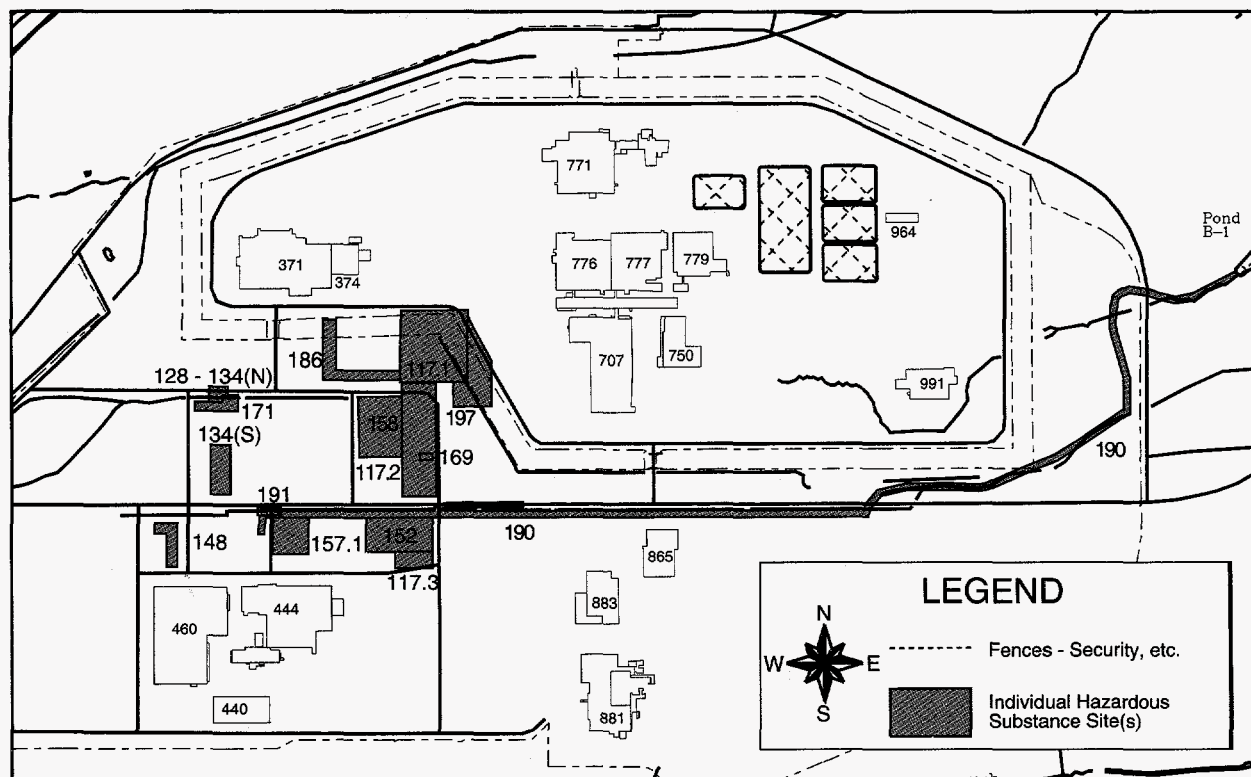 771
Pond
B-1
964
371
374
776
777
779
186
117.1
707
750
128 - 134(N)
171
197
991
134(S)
158
117.2
169
190
191
148
157.1
152
190
117.3
865
883
460
444
440
881
LEGEND
N
W
E
S
Fences - Security, etc.
Individual Hazardous
Substance Site(s)